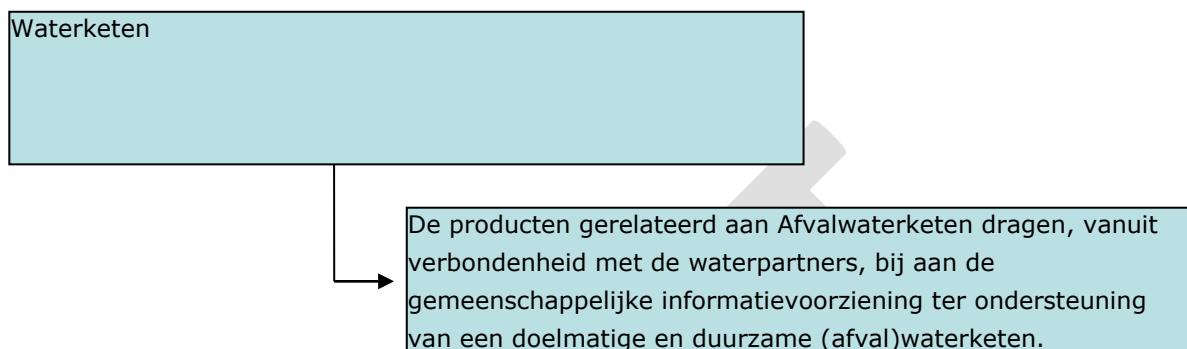 Waterketen
De producten gerelateerd aan Afvalwaterketen dragen, vanuit
verbondenheid met de waterpartners, bij aan de
gemeenschappelijke informatievoorziening ter ondersteuning
van een doelmatige en duurzame (afval)waterketen.